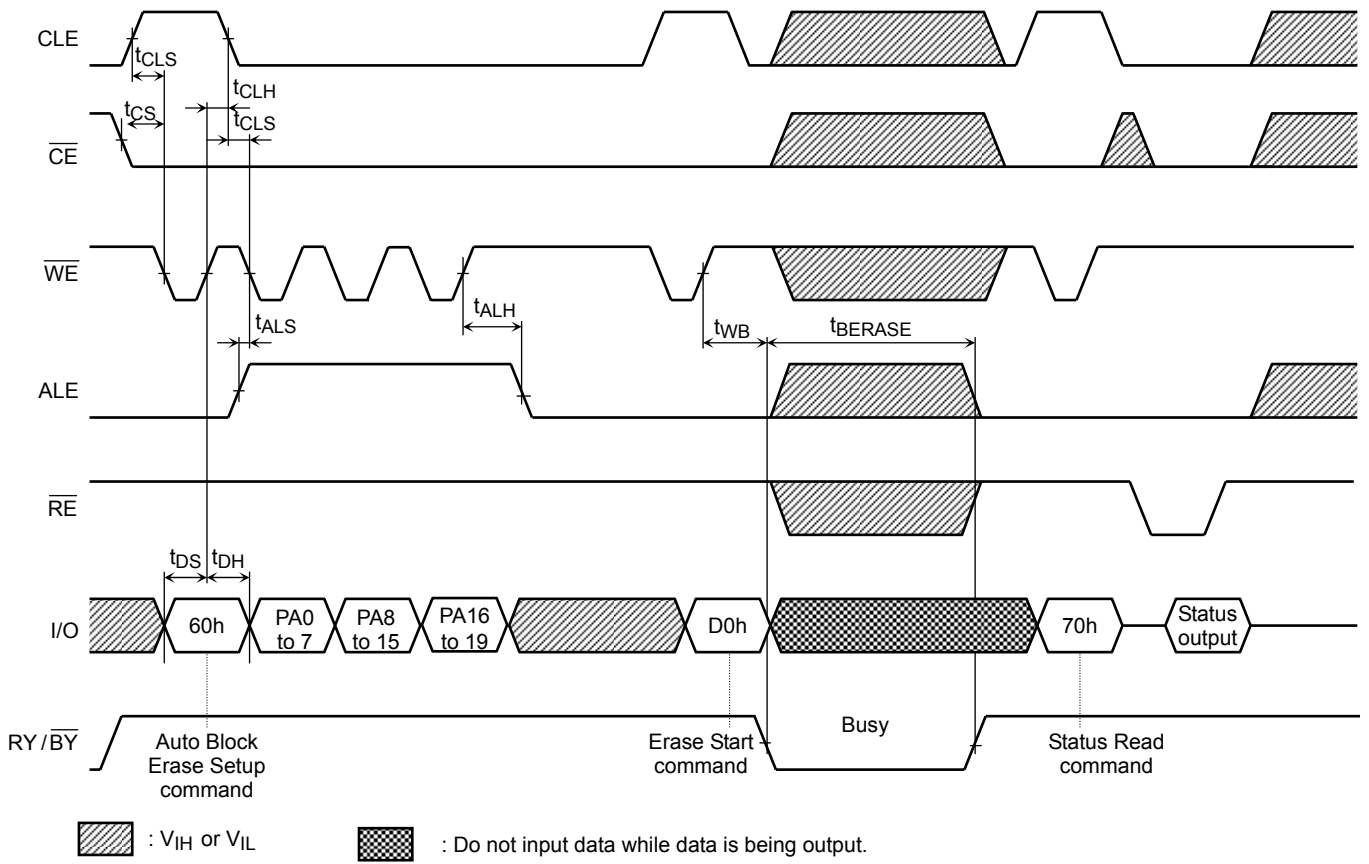 CLE
tCLS
tCLH
tCS
tCLS
CE
WE
tALH
tALS
tWB
tBERASE
ALE
RE
tDS
tDH
I/O
60h
PA0
to 7
PA8
to 15
PA16
to 19
D0h
70h
Status
output
RY/BY
Busy
Auto Block
Erase Setup
command
Erase Start
command
Status Read
command
: VIH or VIL
: Do not input data while data is being output.